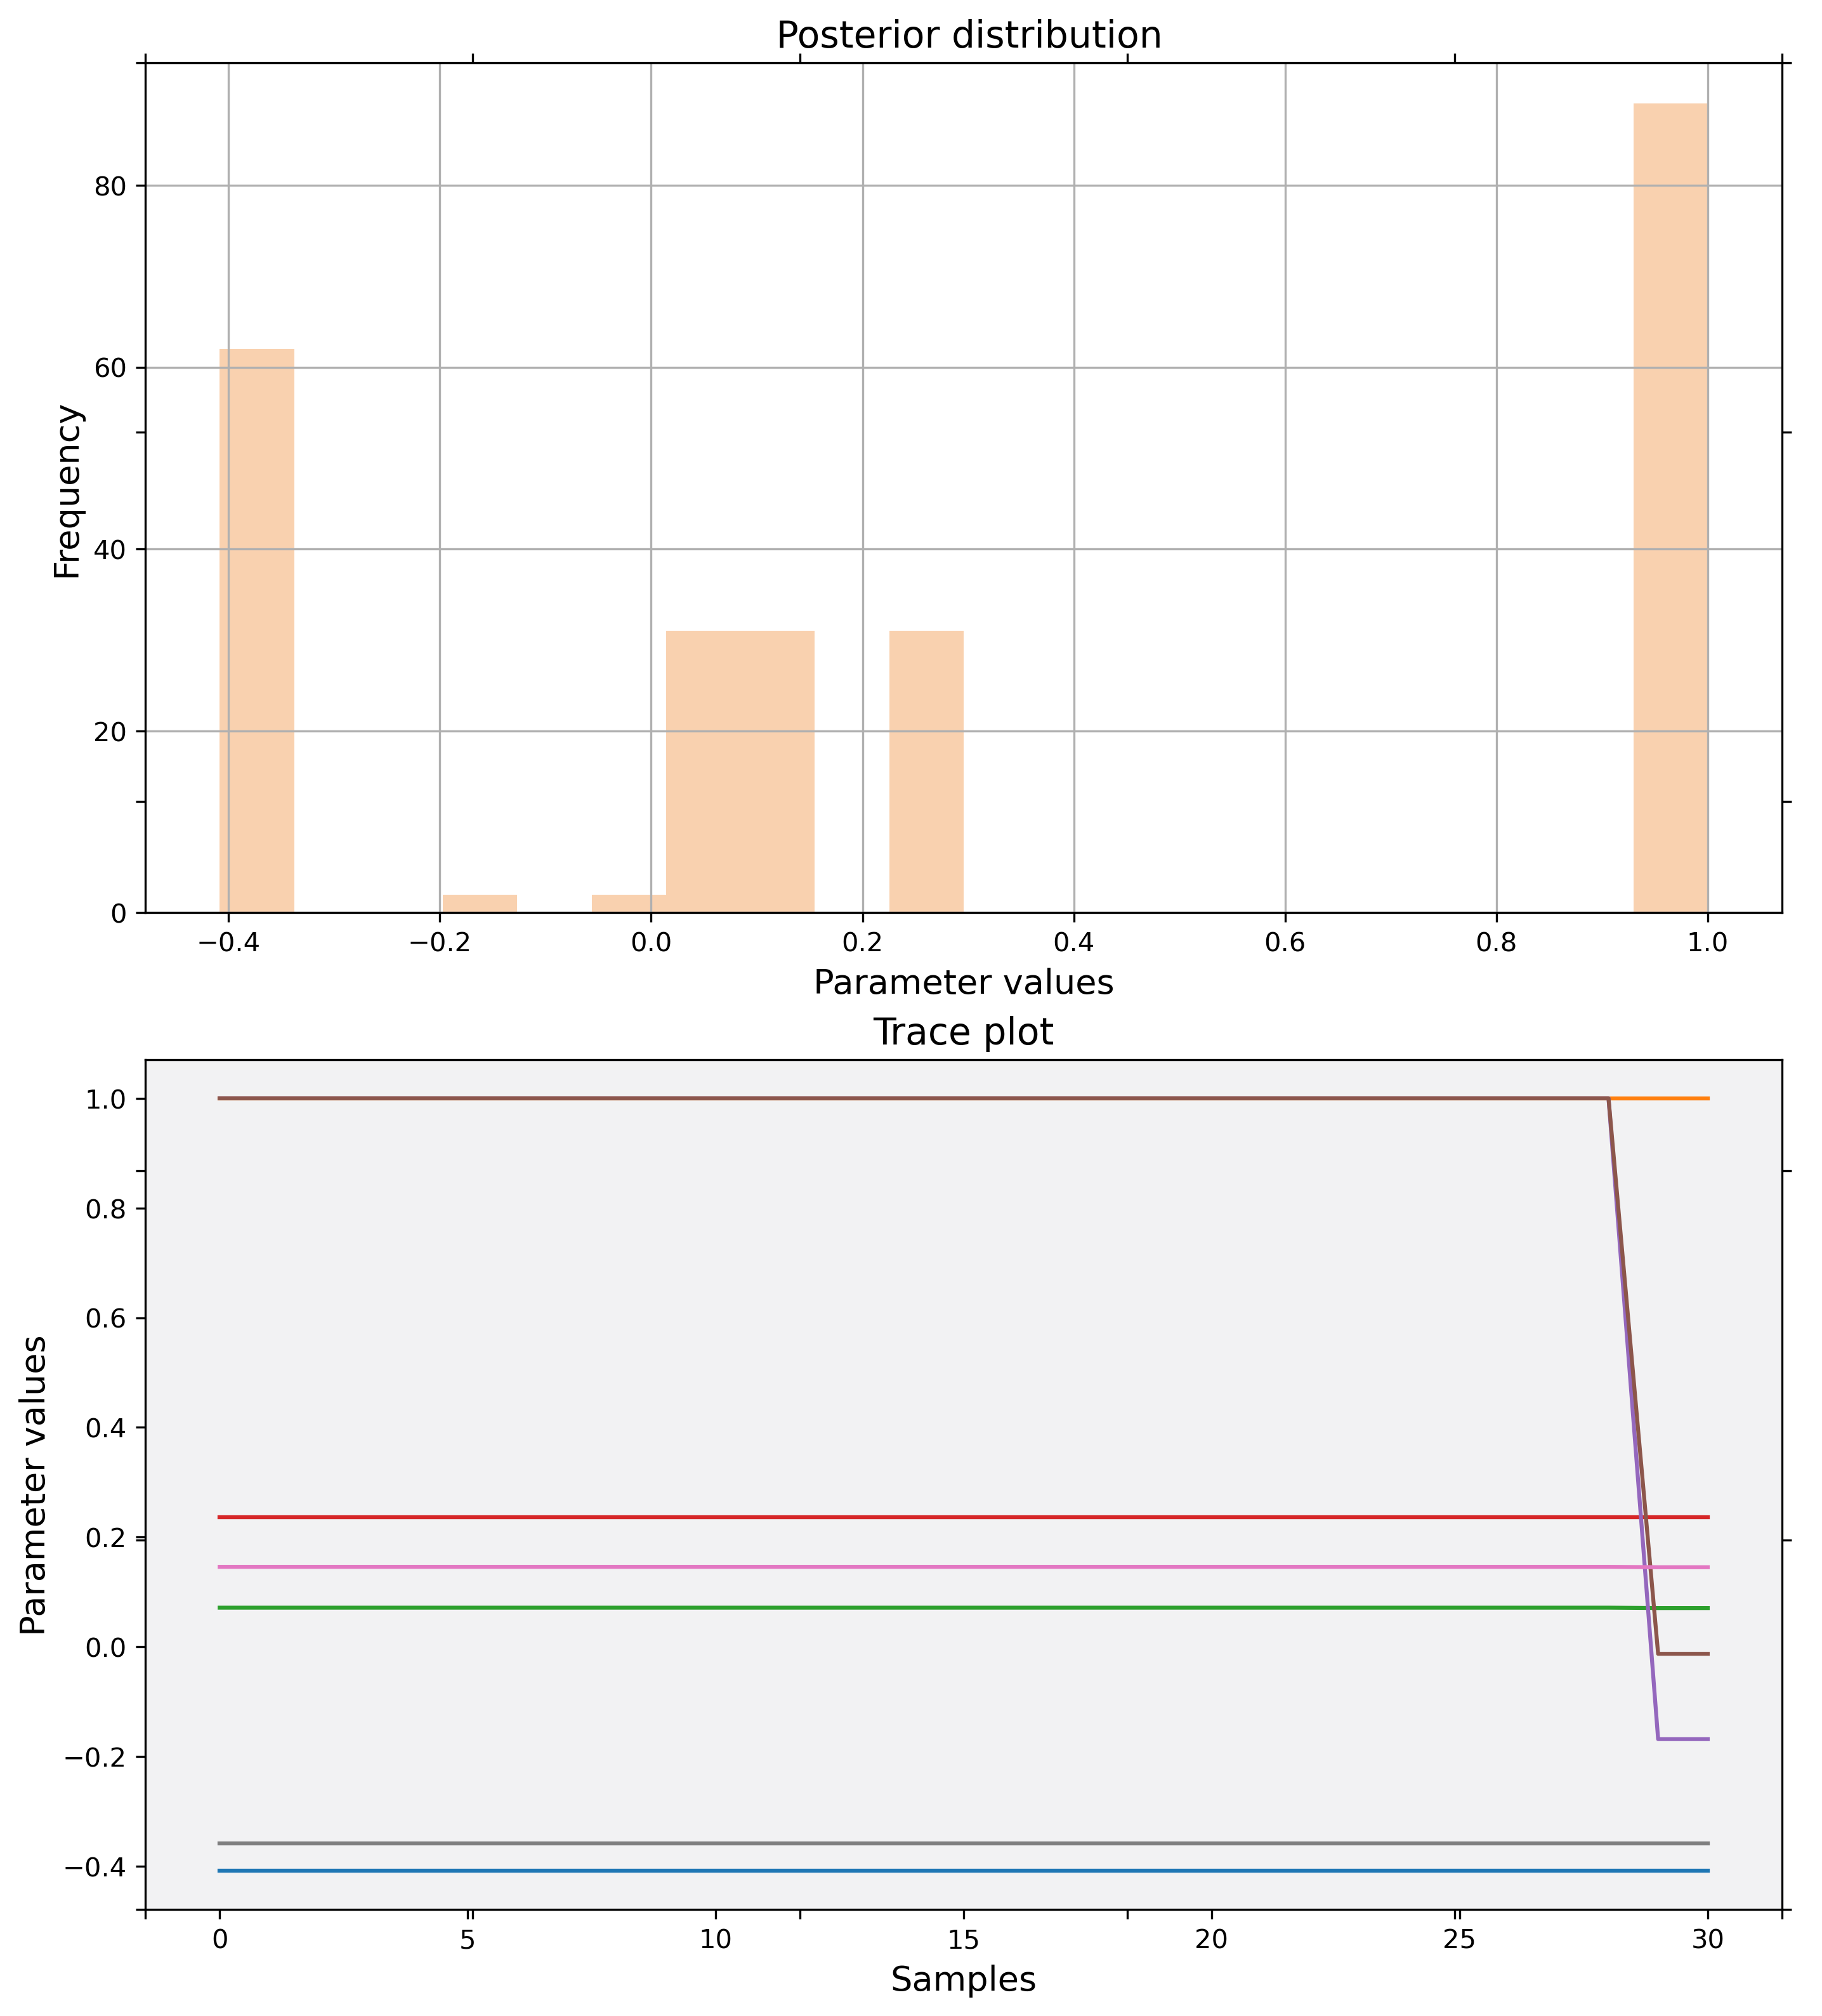 Posterior distribution
80
60
40
20
0
Frequency
−0.4 −0.2 0.0 0.2 0.4 0.6 0.8 1.0
Parameter values
Trace plot
1.0
0.8
0.6
0.4
0.2
0.0
−0.2
−0.4
Parameter values
0 5 10 15 20 25 30
Samples